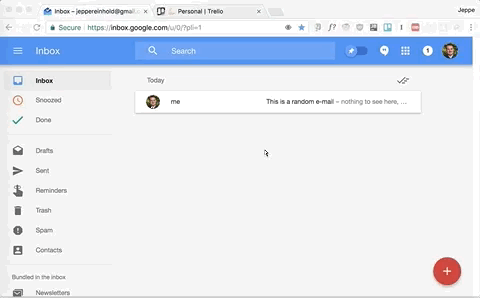 Inbox – jeppereinhold@gmai
Personal | Trello
Jeppe
Secure
https://inbox.google.com/u/0/?pli=1
f?
Inbox
Search
1
Inbox
Today
me
This is a random e-mail – nothing to see here, ...
Snoozed
Done
Drafts
Sent
Reminders
Trash
Spam
Contacts
Bundled in the inbox
Newsletters